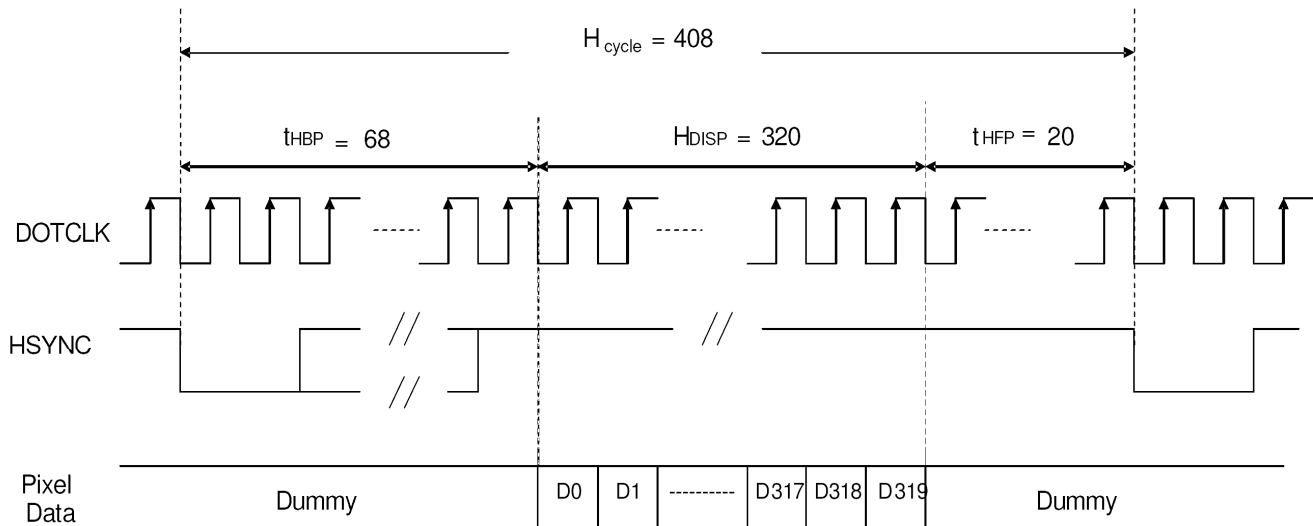 H cycle = 408
tHBP = 68
HDISP = 320
tHFP = 20
DOTCLK
HSYNC
Pixel Data
Dummy
D0
D1
D317
D318
D319
Dummy